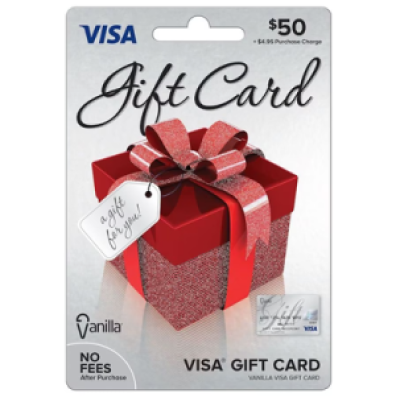 VISA
$50
+ $4.95 Purchase Charge
Gift Card
a gift
for you!
Vanilla
NO
FEES
After Purchase
VISA
VISA® GIFT CARD
VANILLA VISA GIFT CARD